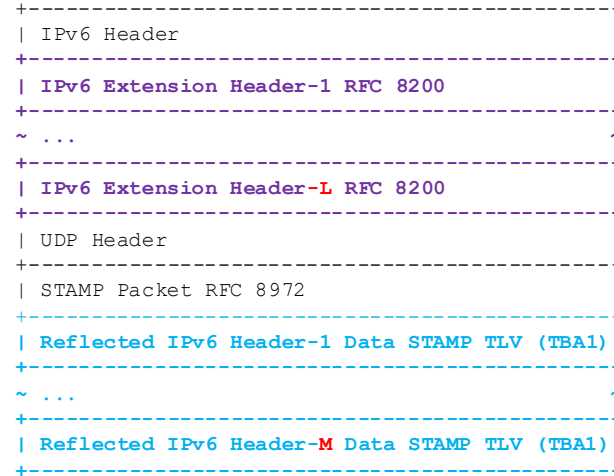 +----------------------------------------------
| IPv6 Header
+----------------------------------------------
| IPv6 Extension Header-1 RFC 8200
+----------------------------------------------
~ ... ~
+----------------------------------------------
| IPv6 Extension Header-L RFC 8200
+----------------------------------------------
| UDP Header
+----------------------------------------------
| STAMP Packet RFC 8972
+----------------------------------------------
| Reflected IPv6 Header-1 Data STAMP TLV (TBA1)
+----------------------------------------------
~ ... ~
+----------------------------------------------
| Reflected IPv6 Header-M Data STAMP TLV (TBA1)
+----------------------------------------------